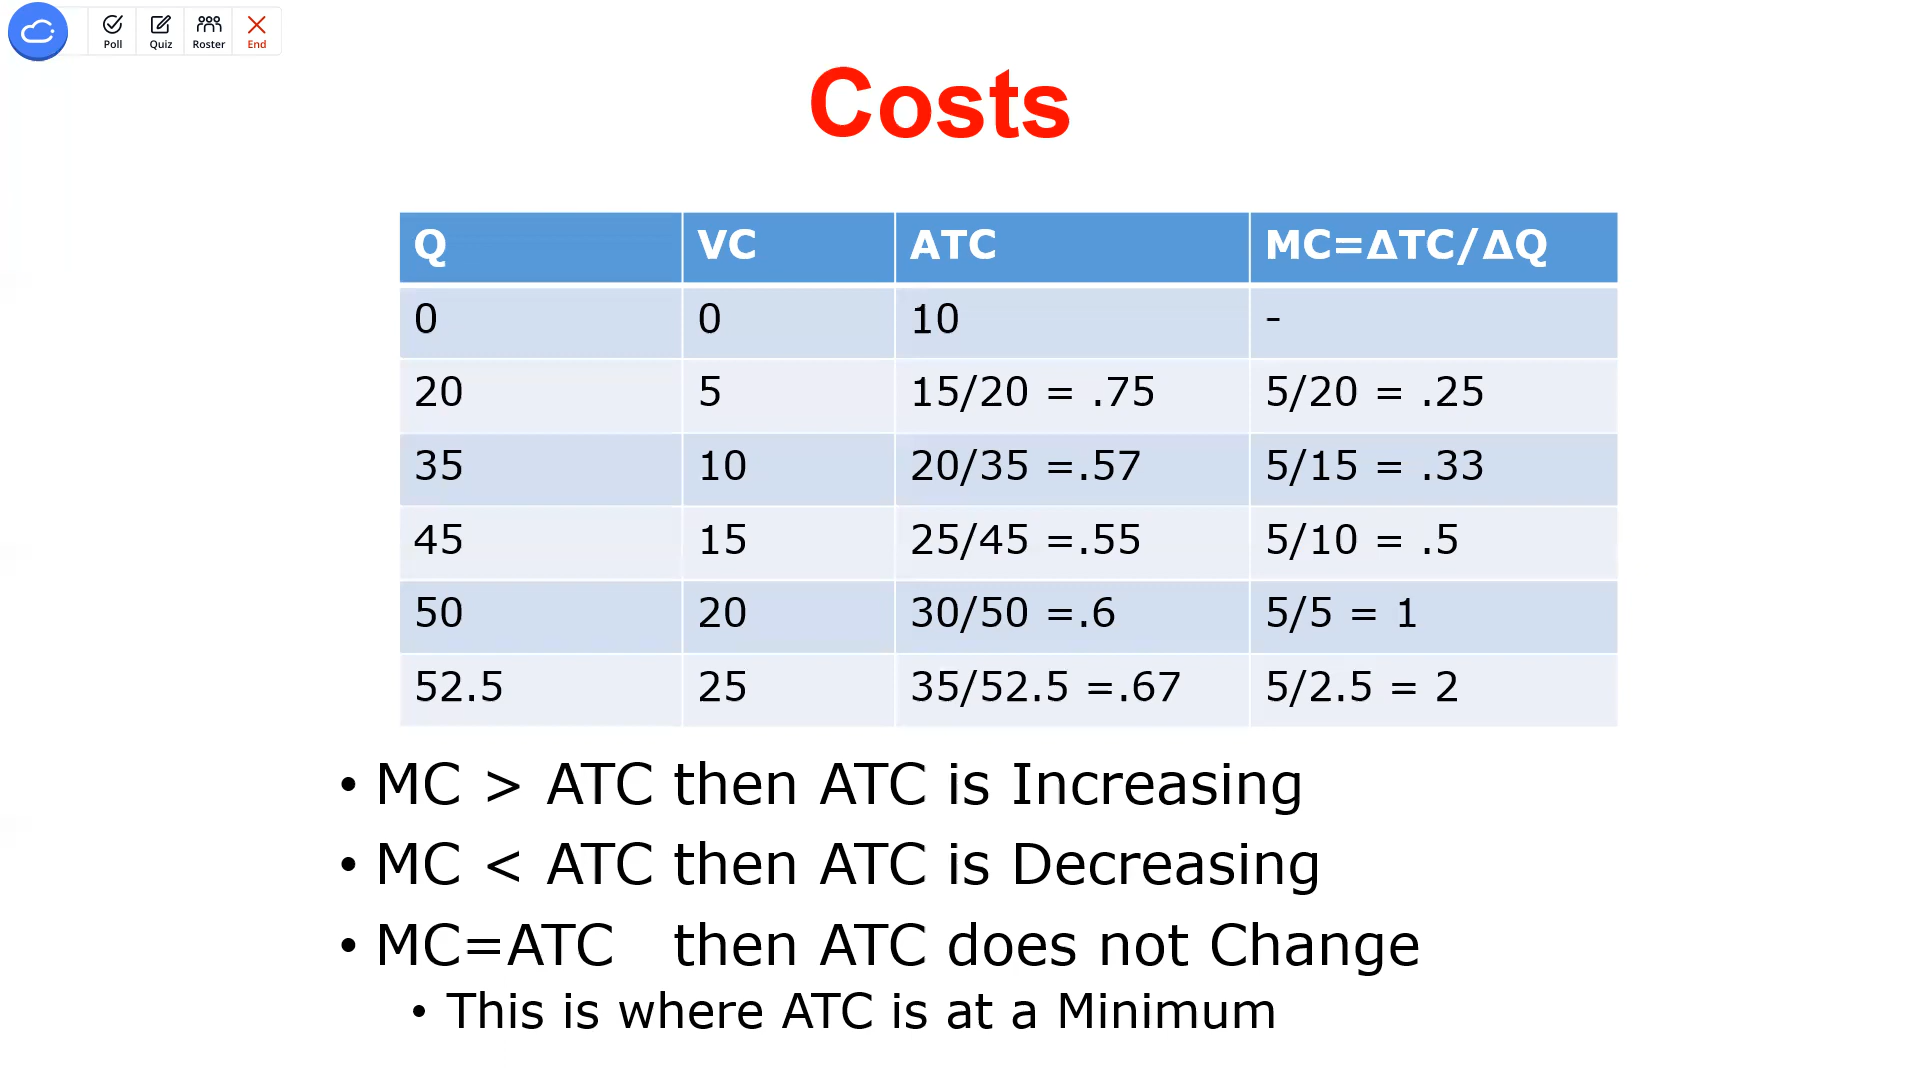 Poll Quiz Roster End
Costs
Q VC ATC MC=ΔTC/ΔQ
0 0 10 -
20 5 15/20 = .75 5/20 = .25
35 10 20/35 =.57 5/15 = .33
45 15 25/45 =.55 5/10 = .5
50 20 30/50 =.6 5/5 = 1
52.5 25 35/52.5 =.67 5/2.5 = 2
• MC > ATC then ATC is Increasing
• MC < ATC then ATC is Decreasing
• MC=ATC then ATC does not Change
• This is where ATC is at a Minimum